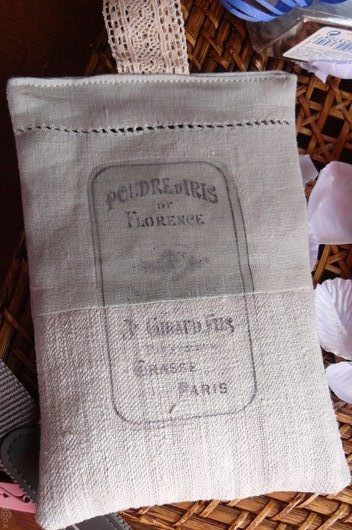 POUDRE D'IRIS
DE
FLORENCE
J. GIRAUD FILS
GRASSE
PARIS